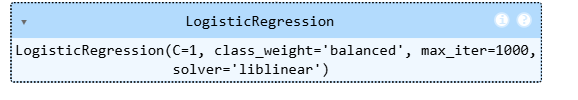 ▾ LogisticRegression i ?
LogisticRegression(C=1, class_weight='balanced', max_iter=1000,
solver='liblinear')